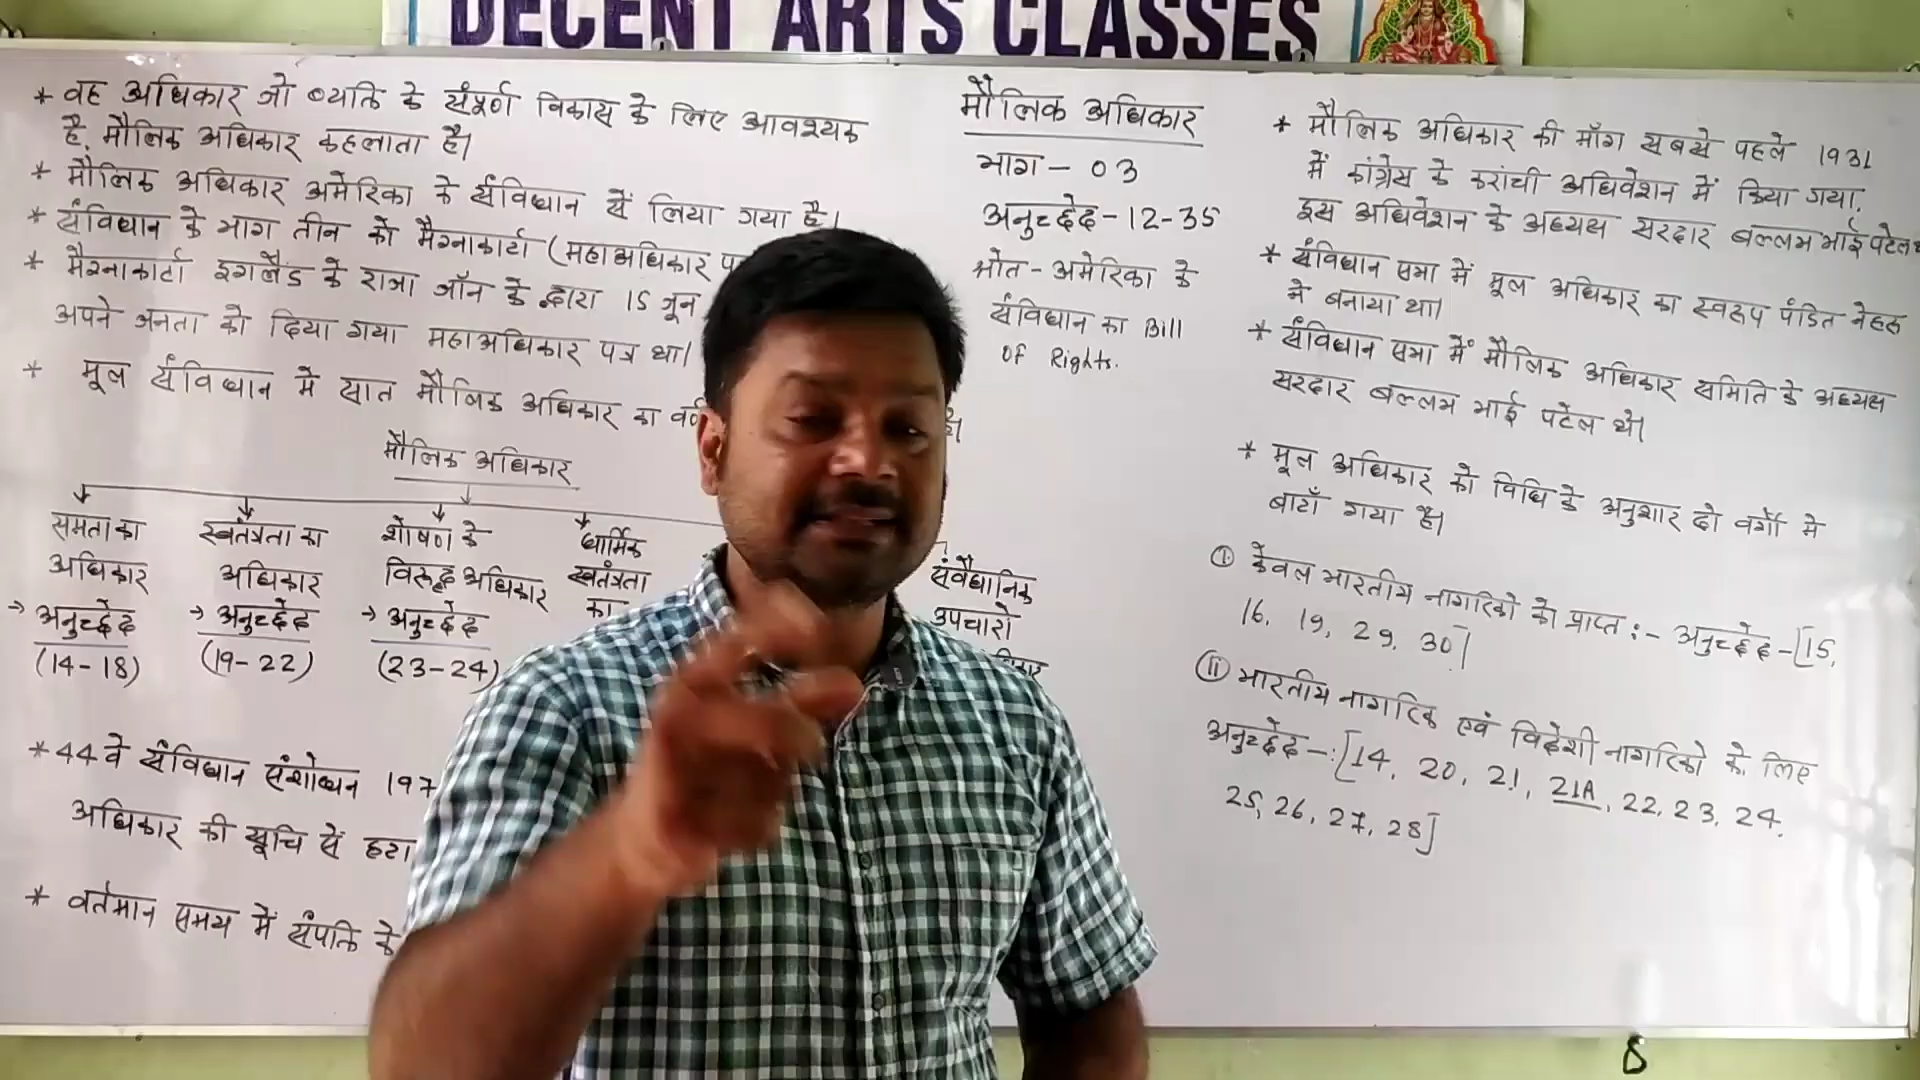 DECENT ARTS CLASSES
* वह अधिकार जो व्यक्ति के संपूर्ण विकास के लिए आवश्यक
है. मौलिक अधिकार कहलाता है।
* मौलिक अधिकार अमेरिका के संविधान सें लिया गया है।
* संविधान के भाग तीन को मैग्नाकार्टा (महाअधिकार प
* मैग्नाकार्टा इगलैंड के राजा जॉन के द्वारा 15 जून
अपने जनता को दिया गया महाअधिकार पत्र था।
* मूल संविधान मे सात मौलिक अधिकार का वर्ण
है।
मौलिक अधिकार
समता का
अधिकार
→ अनुच्छेद
(14-18)
स्वतंत्रता का
अधिकार
→ अनुच्छेद
(19-22)
शोषण के
विरूद्ध अधिकार
→ अनुच्छेद
(23-24)
धार्मिक
स्वतंत्रता
का
संवैधानिक
उपचारो
* 44 वे संविधान संशोधन 197
अधिकार की सूचि सें हटा
* वर्तमान समय में संपति के
मौलिक अधिकार
भाग - 03
अनुच्छेद-12-35
स्रोत - अमेरिका के
संविधान का Bill
of Rights.
* मौलिक अधिकार की माँग सबसे पहले 1931
में कांग्रेस के करांची अधिवेशन में किया गया.
इस अधिवेशन के अध्यक्ष सरदार बल्लभ भाई पटेल थे
* संविधान सभा में मूल अधिकार का स्वरूप पंडित नेहरू
ने बनाया था।
* संविधान सभा में मौलिक अधिकार समिति के अध्यक्ष
सरदार बल्लभ भाई पटेल थे।
* मूल अधिकार को विधि के अनुशार दो वर्गो मे
बाटाँ गया है।
I केवल भारतीय नागरिको को प्राप्त :- अनुच्छेद -[15,
16, 19, 29, 30]
II भारतीय नागरिक एवं विदेशी नागरिको के लिए
अनुच्छेद -:[14, 20, 21, 21A, 22, 23, 24,
25, 26, 27, 28]
8